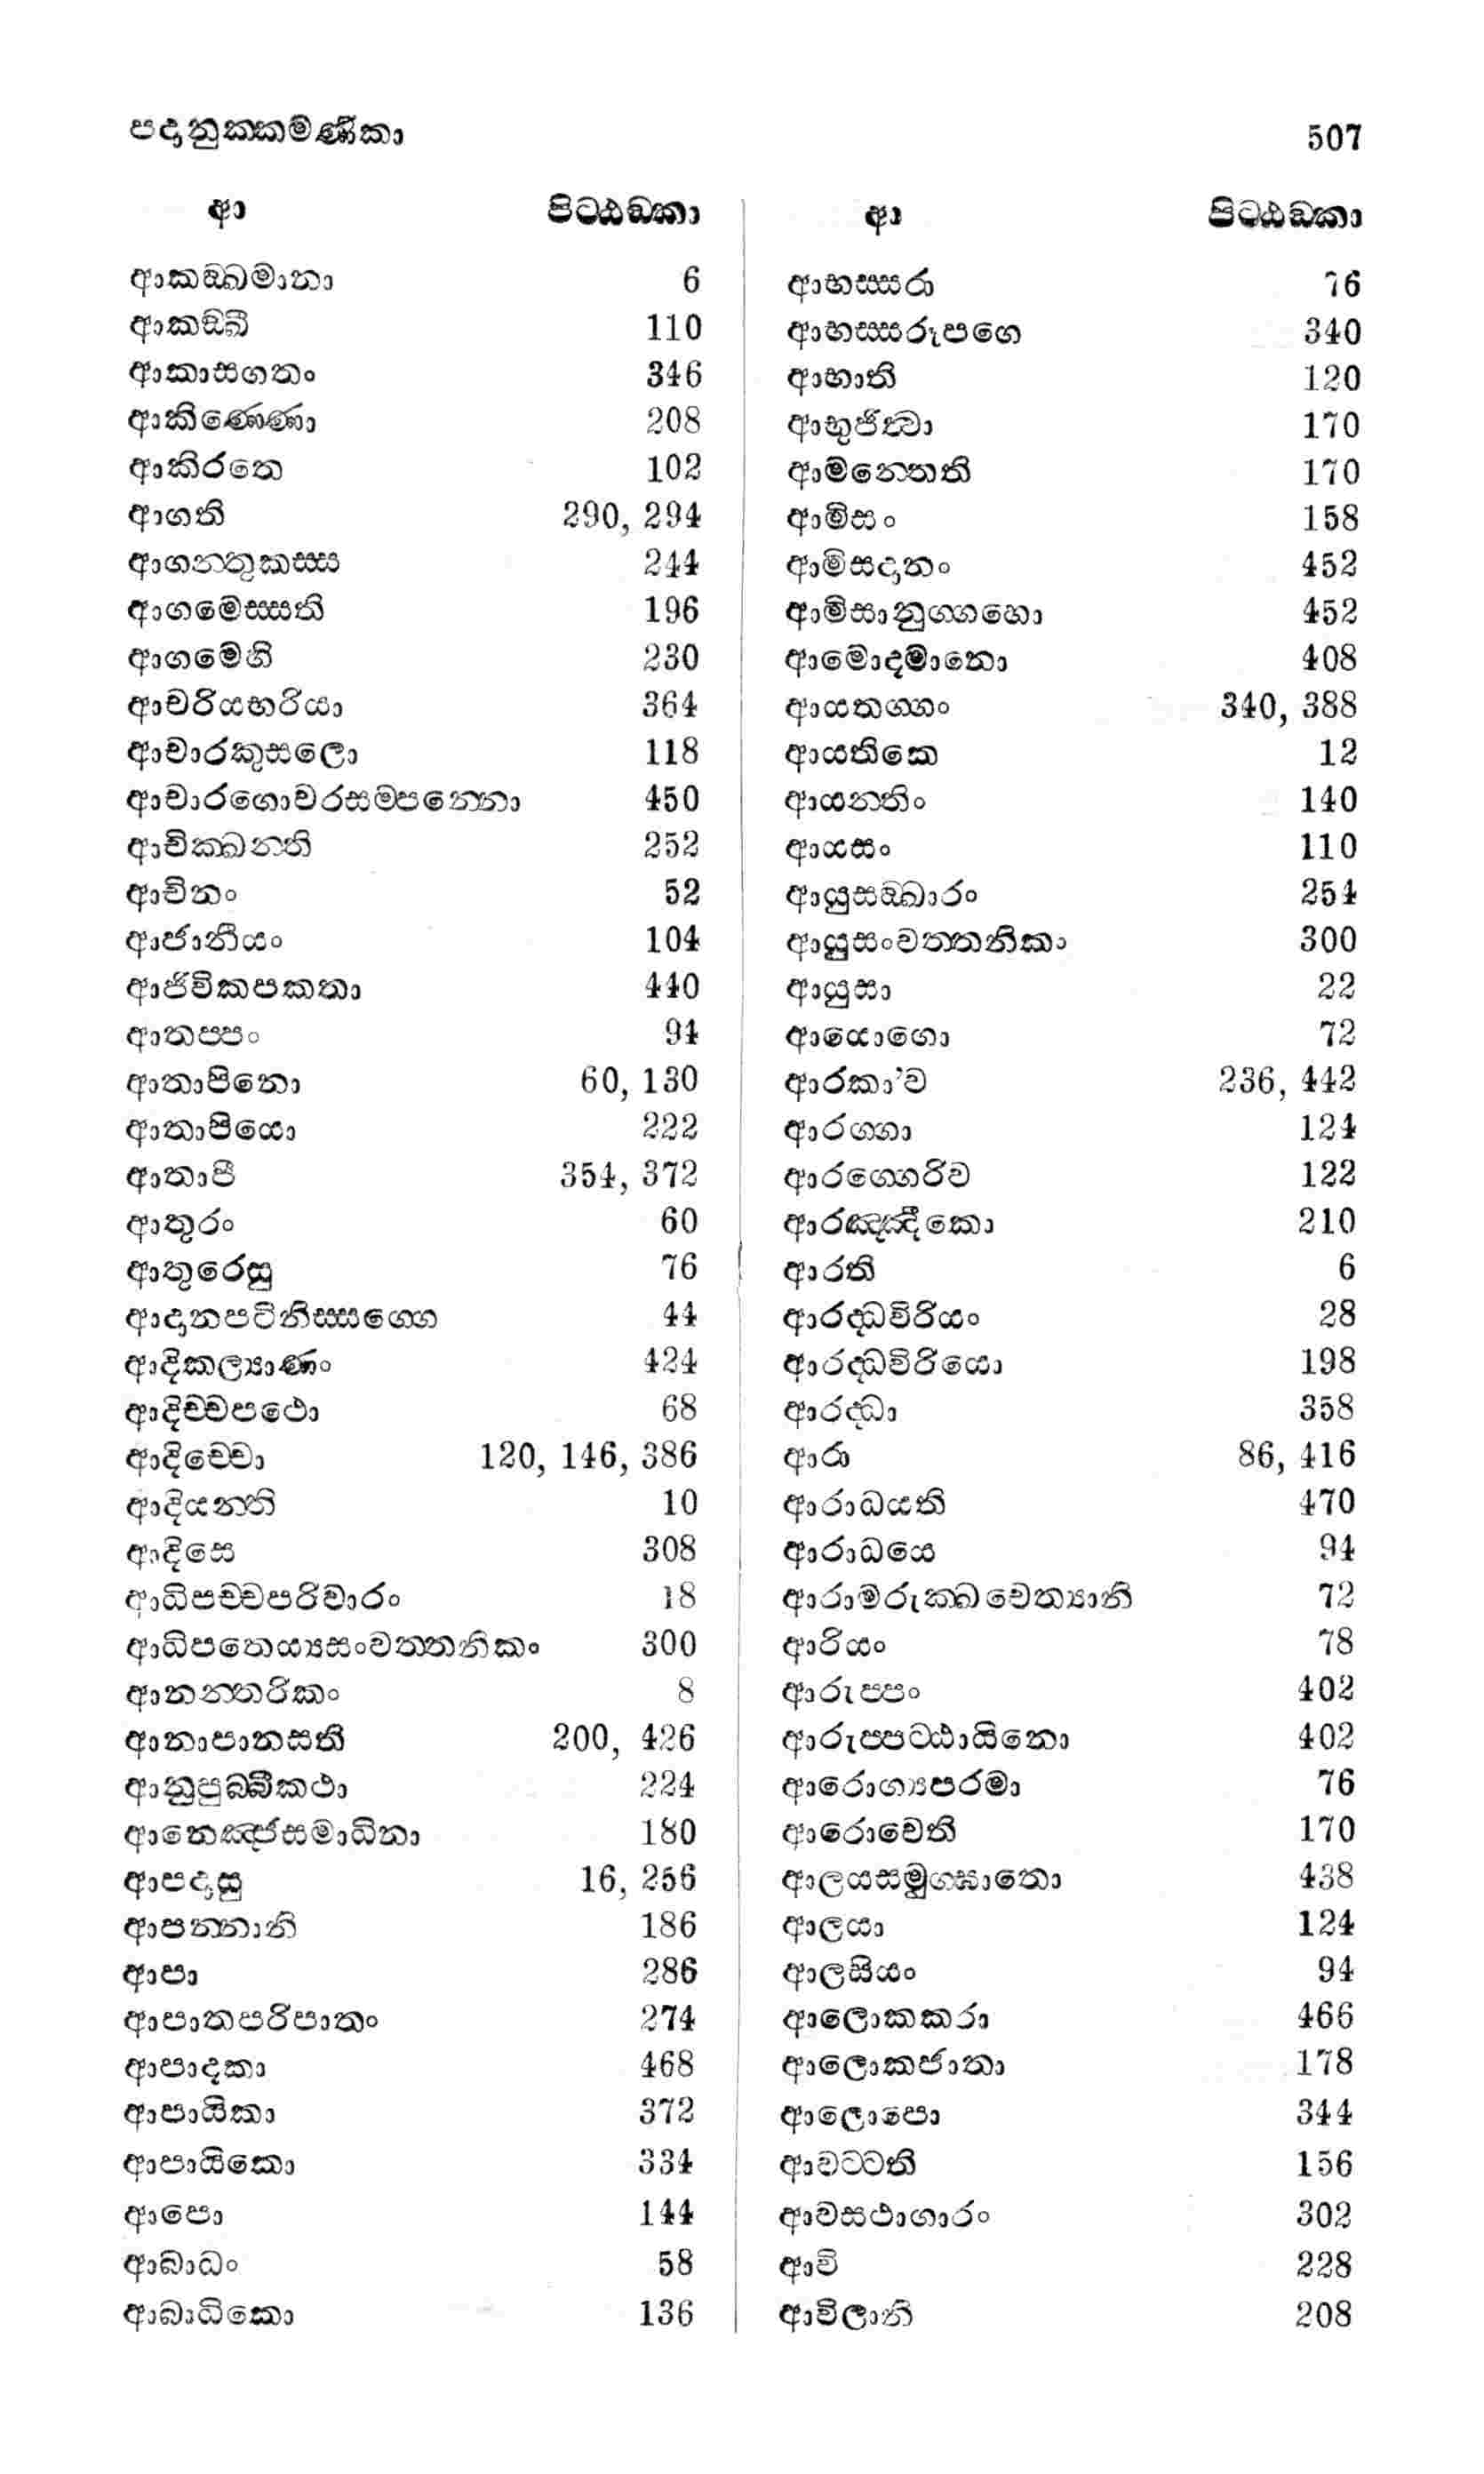 පදනුක්කමණිකා 507
ආ පිට්ඨඞ්කා
ආකඞ්ඛමානා 6
ආකඞ්ඛී 110
ආකාසගතං 346
ආකිණ්ණො 208
ආකිරතෙ 102
ආගති 290, 294
ආගන්තුකස්ස 244
ආගමෙස්සති 196
ආගමෙහි 230
ආචරියභරියා 364
ආචාරකුසලො 118
ආචාරගොචරසම්පන්නො 450
ආචික්ඛන්ති 252
ආචිනං 52
ආජානීයං 104
ආජීවිකපකතා 440
ආතප්පං 94
ආතාපිනො 60, 130
ආතාපියො 222
ආතාපී 354, 372
ආතුරං 60
ආතුරෙසු 76
ආදානපටිනිස්සග්ගෙ 44
ආදිකල්‍යාණං 424
ආදිච්චපථො 68
ආදිච්චො 120, 146, 386
ආදියන්ති 10
ආදිසෙ 308
ආධිපච්චපරිවාරං 18
ආධිපතෙය්‍යසංවත්තනිකං 300
ආනන්තරිකං 8
ආනාපානසති 200, 426
ආනුපුබ්බීකථා 224
ආනෙඤ්ජසමාධිනා 180
ආපදාසු 16, 256
ආපන්නානි 186
ආපා 286
ආපාතපරිපාතං 274
ආපාදකා 468
ආපායිකා 372
ආපායිකො 334
ආපො 144
ආබාධං 58
ආබාධිකො 136
ආ පිට්ඨඞ්කා
ආභස්සරා 76
ආභස්සරූපගෙ 340
ආභාති 120
ආභුජිත්වා 170
ආමන්තෙති 170
ආමිසං 158
ආමිසදානං 452
ආමිසානුග්ගහො 452
ආමොදමානො 408
ආයතග්ගං 340, 388
ආයතිකෙ 12
ආයන්තිං 140
ආයසං 110
ආයුසඞ්ඛාරං 254
ආයුසංවත්තනිකා 300
ආයුසා 22
ආයොගො 72
ආරකා’ව 236, 442
ආරග්ගා 124
ආරග්ගෙරිව 122
ආරඤ්ඤීකො 210
ආරති 6
ආරද්ධවිරියං 28
ආරද්ධවිරියො 198
ආරද්ධා 358
ආරා 86, 416
ආරාධයති 470
ආරාධයෙ 94
ආරාමරුක්ඛචෙත්‍යානි 72
ආරියං 78
ආරුප්පං 402
ආරුප්පට්ඨායිනො 402
ආරොග්‍යපරමා 76
ආරොචෙති 170
ආලයසමුග්ඝාතො 438
ආලයා 124
ආලසියං 94
ආලොකකරා 466
ආලොකජාතා 178
ආලොපො 344
ආවට්ටති 156
ආවසථාගාරං 302
ආවි 228
ආවිලානි 208